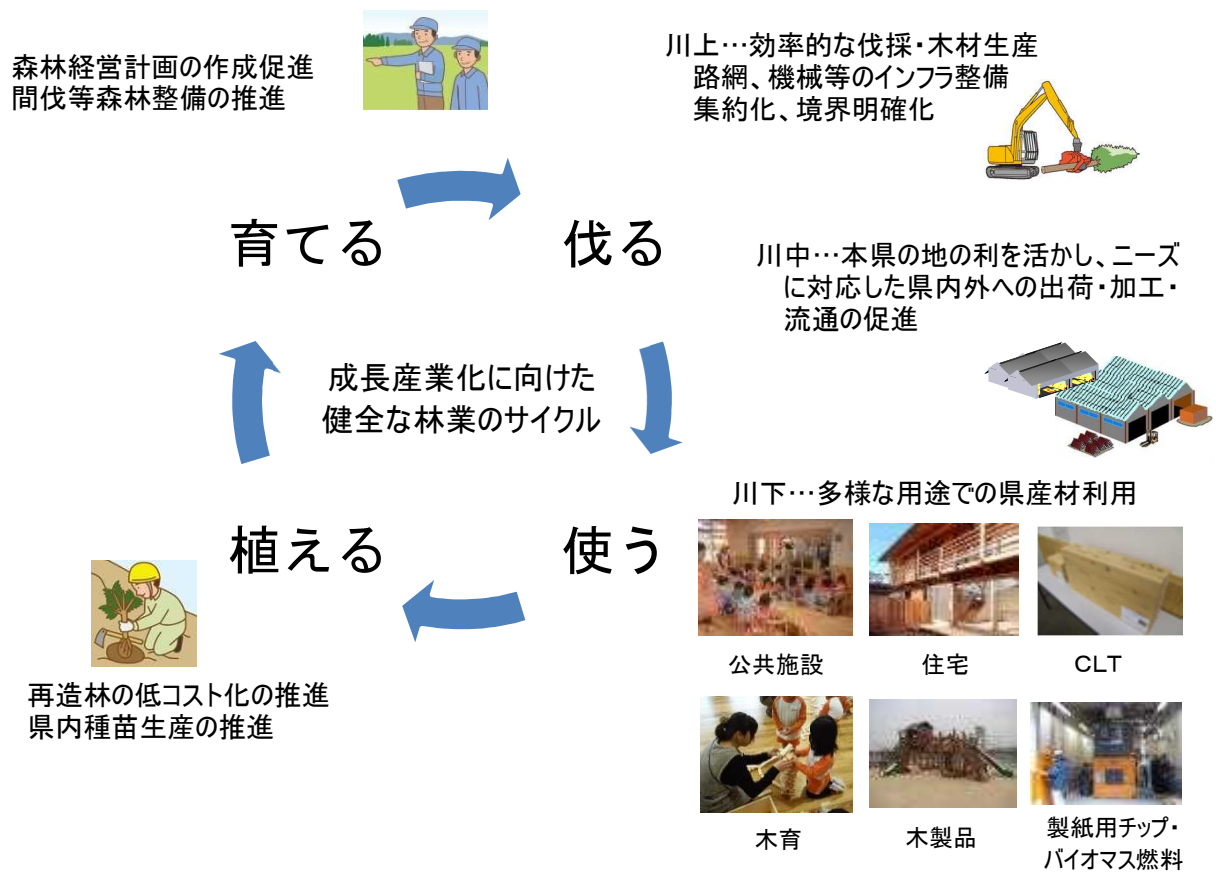 森林経営計画の作成促進
間伐等森林整備の推進
川上…効率的な伐採・木材生産
路網、機械等のインフラ整備
集約化、境界明確化
育てる
伐る
川中…本県の地の利を活かし、ニーズ
に対応した県内外への出荷・加工・
流通の促進
成長産業化に向けた
健全な林業のサイクル
川下…多様な用途での県産材利用
植える
使う
公共施設
住宅
CLT
再造林の低コスト化の推進
県内種苗生産の推進
木育
木製品
製紙用チップ・
バイオマス燃料